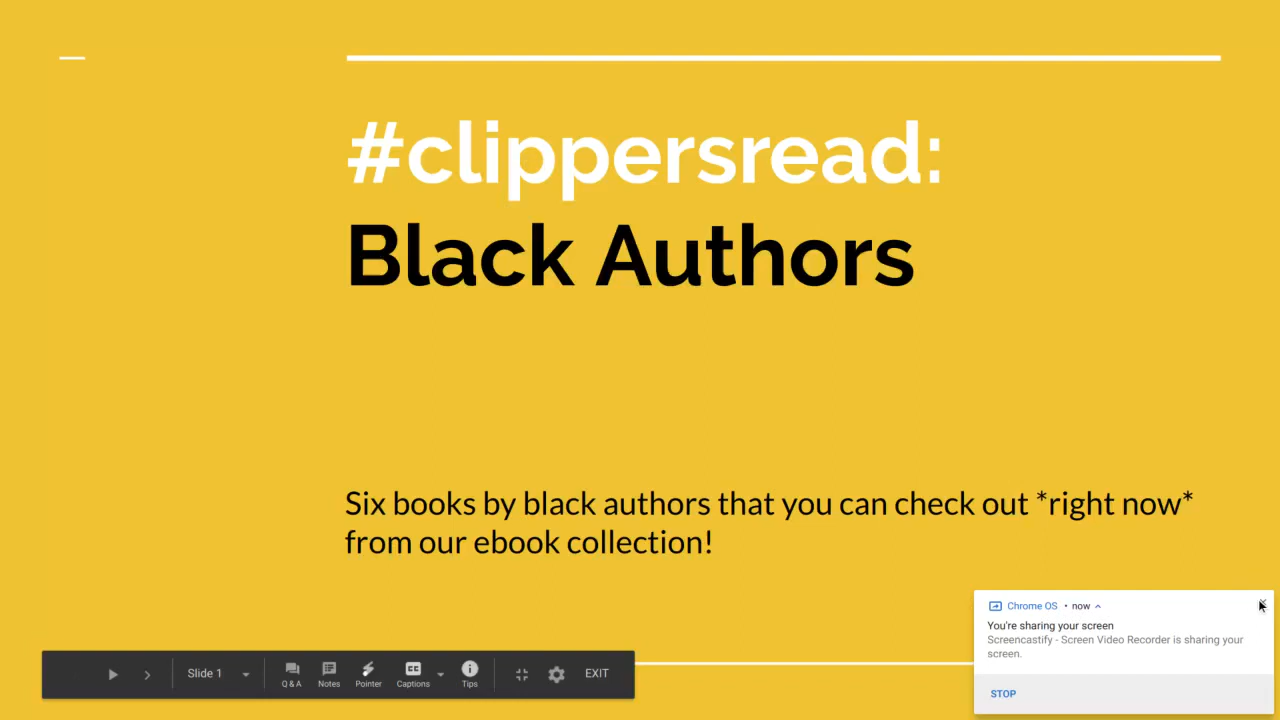 #clippersread:
Black Authors
Six books by black authors that you can check out *right now*
from our ebook collection!
Chrome OS • now
You're sharing your screen
Screencastify - Screen Video Recorder is sharing your
screen.
STOP
Slide 1
Q & A
Notes
Pointer
CC
Captions
Tips
EXIT